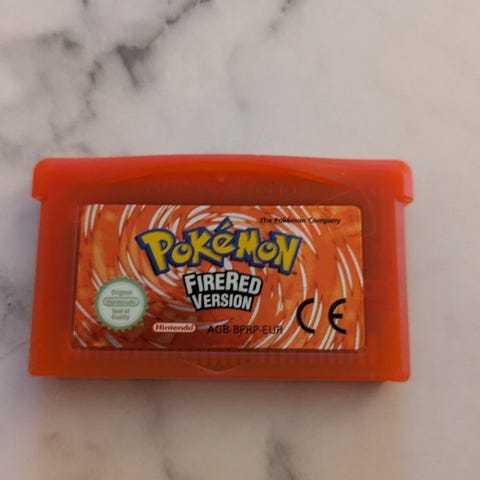 The Pokémon Company
POKéMON
FIRERED
VERSION
Original
Nintendo
Seal of
Quality
Nintendo
AGB-BPRP-EUR
CE